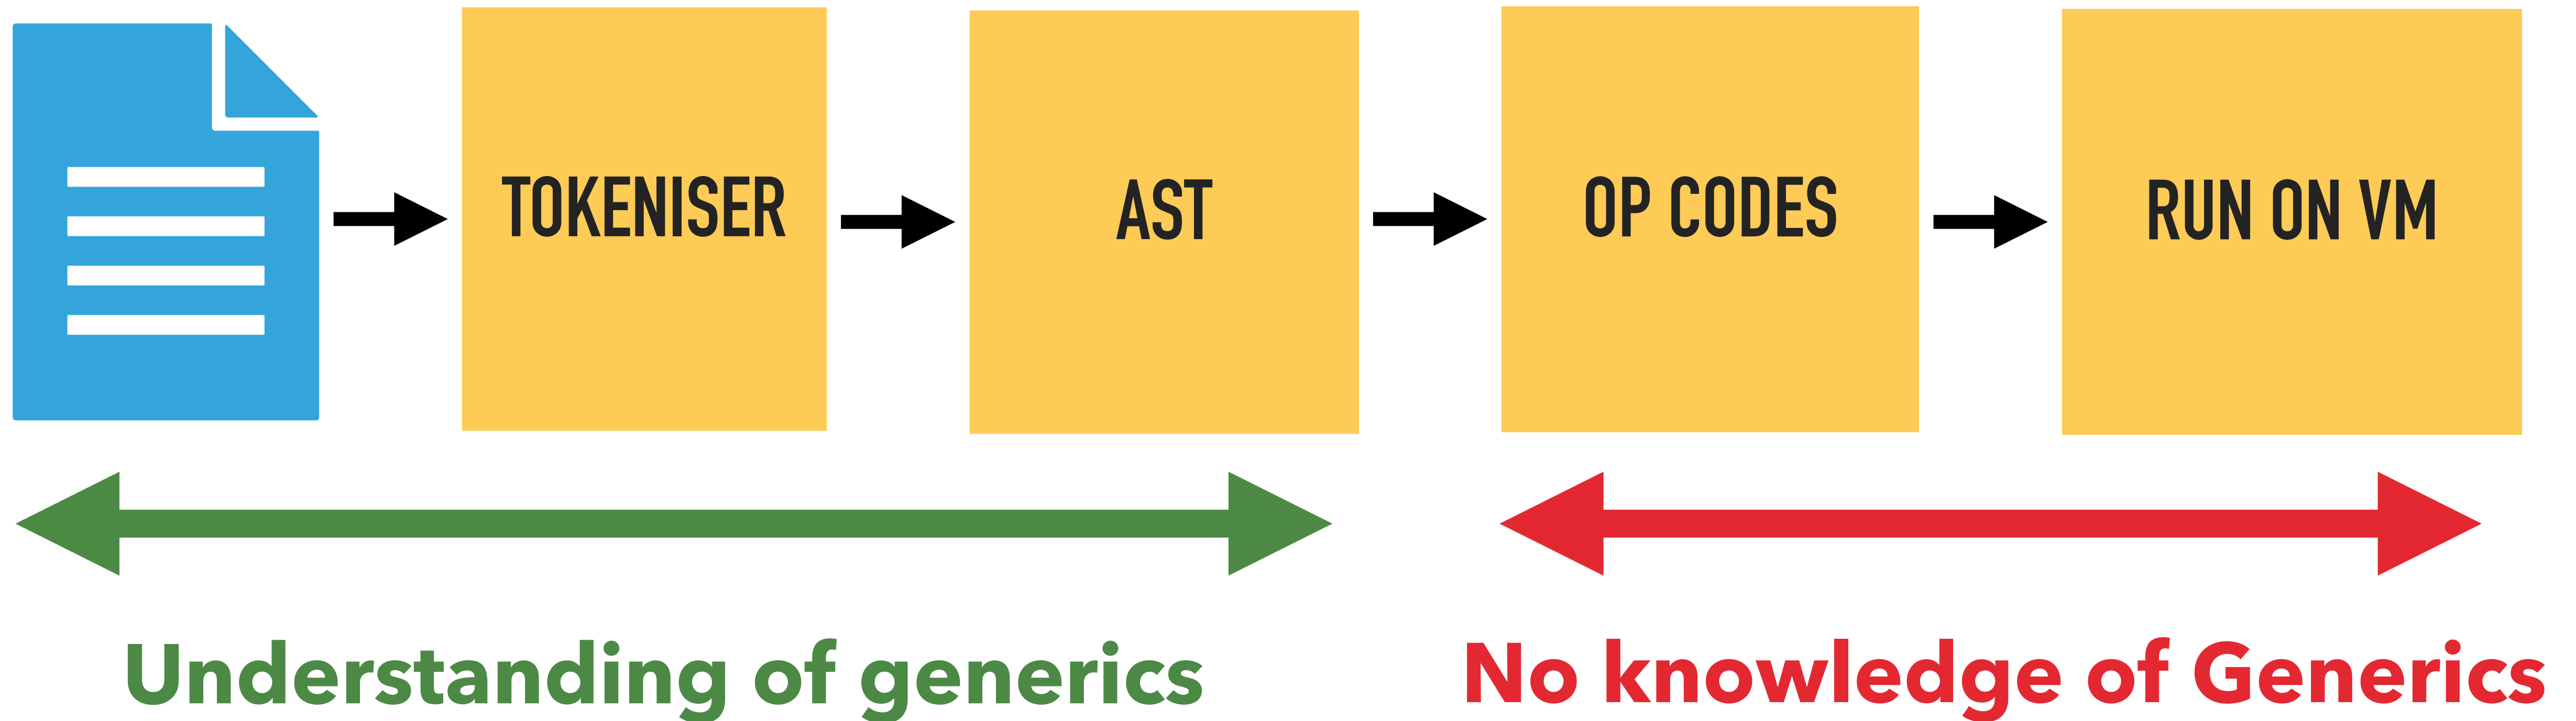 TOKENISER
AST
OP CODES
RUN ON VM
Understanding of generics
No knowledge of Generics